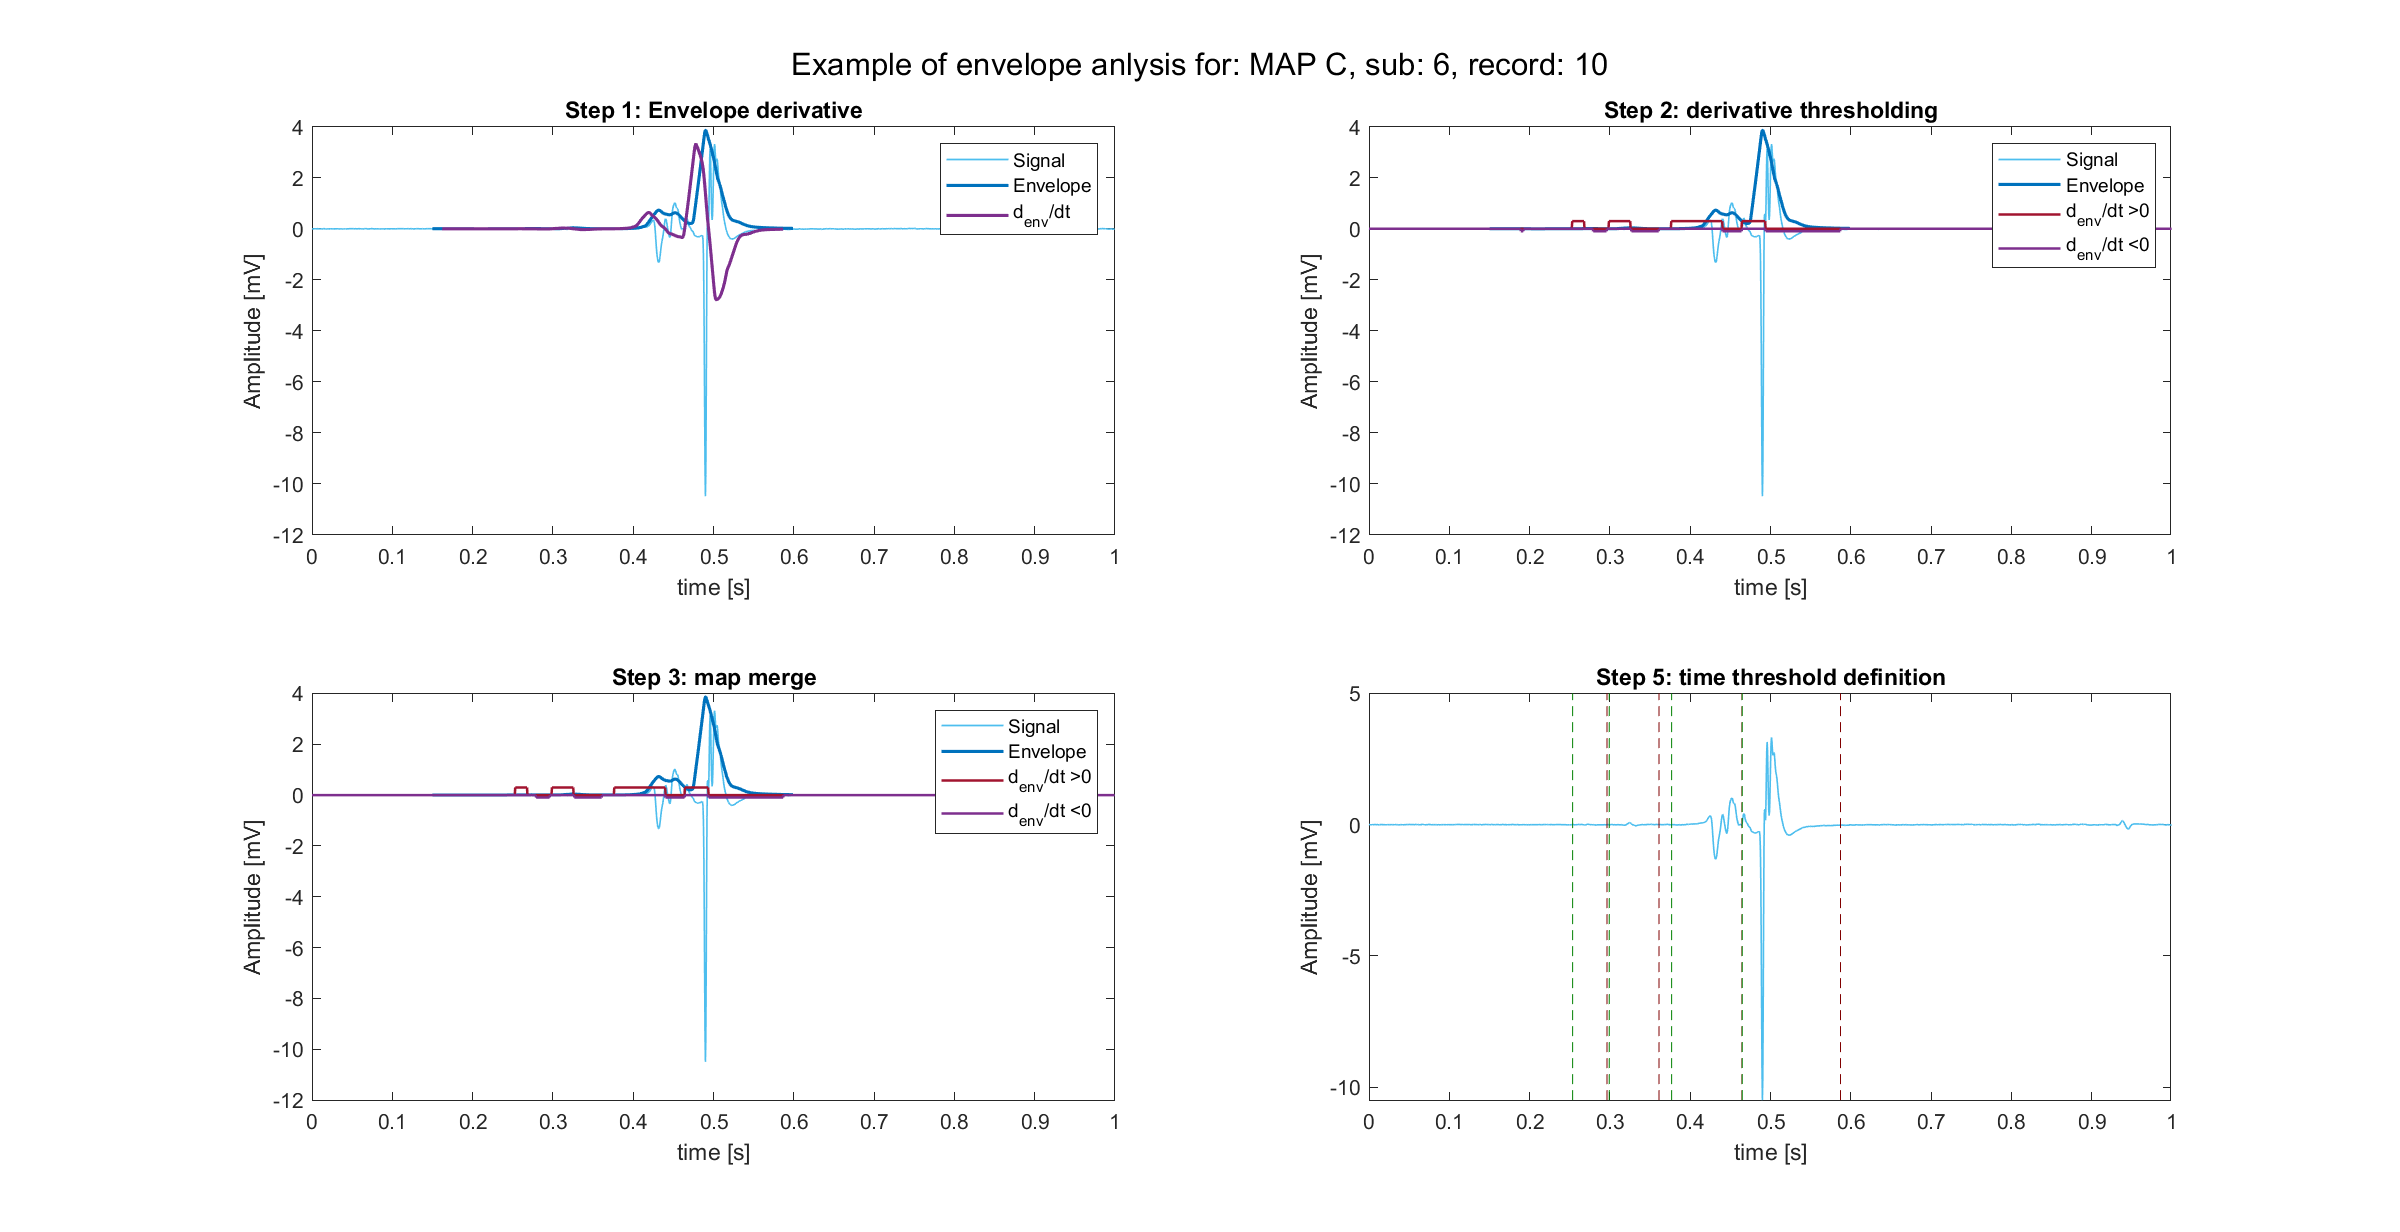 Example of envelope anlysis for: MAP C, sub: 6, record: 10
Step 1: Envelope derivative
4
2
0
-2
-4
-6
-8
-10
-12
Amplitude [mV]
0 0.1 0.2 0.3 0.4 0.5 0.6 0.7 0.8 0.9 1
time [s]
Signal
Envelope
d_env/dt
Step 2: derivative thresholding
4
2
0
-2
-4
-6
-8
-10
-12
Amplitude [mV]
0 0.1 0.2 0.3 0.4 0.5 0.6 0.7 0.8 0.9 1
time [s]
Signal
Envelope
d_env/dt >0
d_env/dt <0
Step 3: map merge
4
2
0
-2
-4
-6
-8
-10
-12
Amplitude [mV]
0 0.1 0.2 0.3 0.4 0.5 0.6 0.7 0.8 0.9 1
time [s]
Signal
Envelope
d_env/dt >0
d_env/dt <0
Step 5: time threshold definition
5
0
-5
-10
Amplitude [mV]
0 0.1 0.2 0.3 0.4 0.5 0.6 0.7 0.8 0.9 1
time [s]